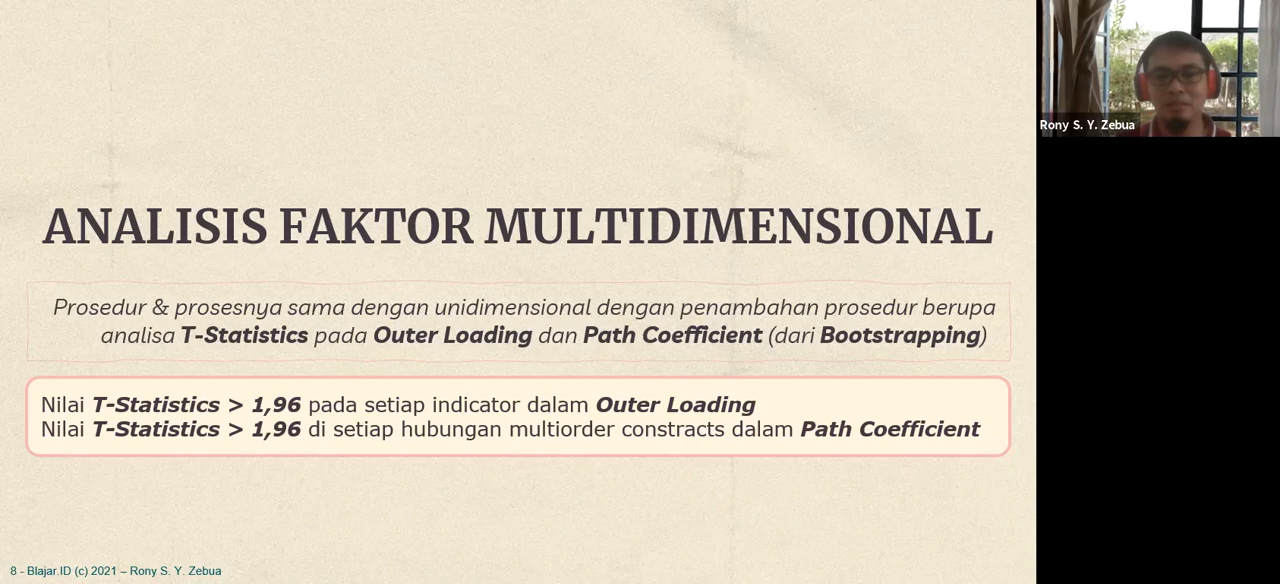 Rony S. Y. Zebua
ANALISIS FAKTOR MULTIDIMENSIONAL
Prosedur & prosesnya sama dengan unidimensional dengan penambahan prosedur berupa
analisa T-Statistics pada Outer Loading dan Path Coefficient (dari Bootstrapping)
Nilai T-Statistics > 1,96 pada setiap indicator dalam Outer Loading
Nilai T-Statistics > 1,96 di setiap hubungan multiorder constracts dalam Path Coefficient
8 - Blajar.ID (c) 2021 – Rony S. Y. Zebua